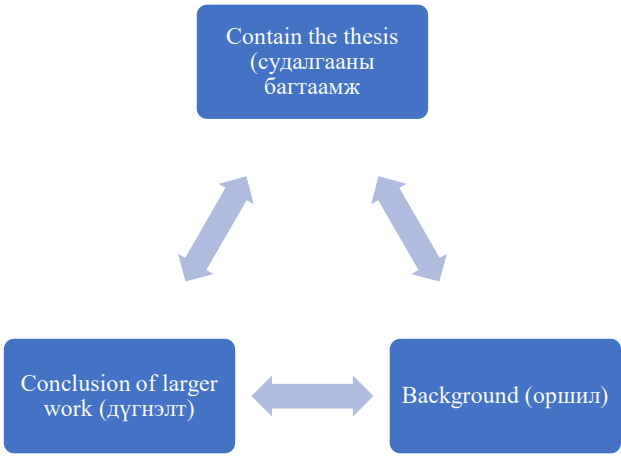 Contain the thesis
(судалгааны
багтаамж
Conclusion of larger
work (дүгнэлт)
Background (оршил)